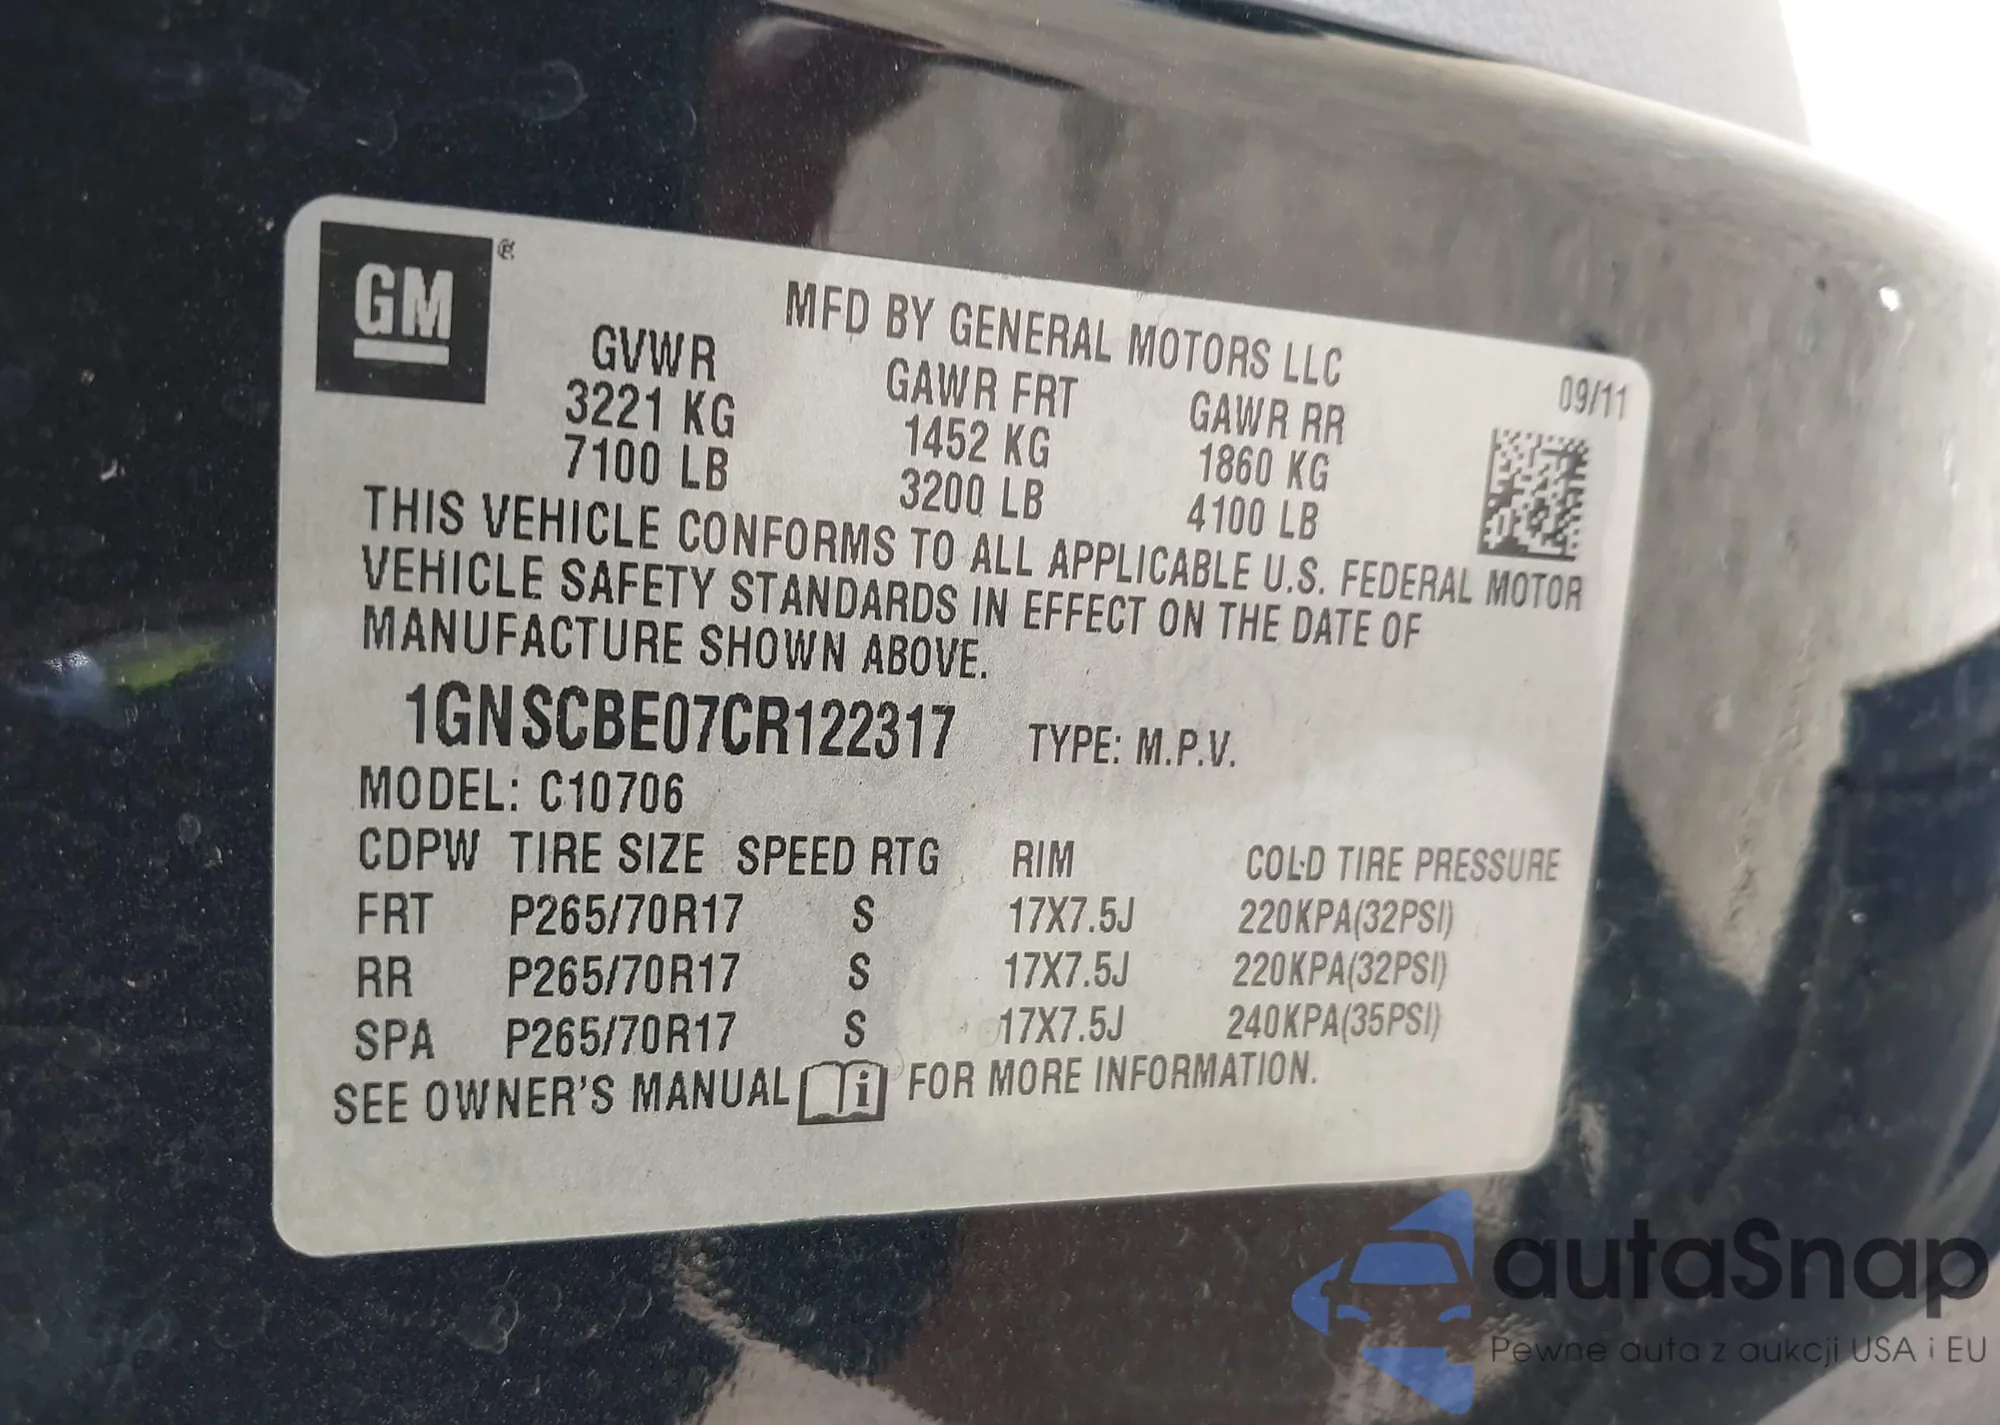 GM
MFD BY GENERAL MOTORS LLC
09/11
GVWR GAWR FRT GAWR RR
3221 KG 1452 KG 1860 KG
7100 LB 3200 LB 4100 LB
THIS VEHICLE CONFORMS TO ALL APPLICABLE U.S. FEDERAL MOTOR
VEHICLE SAFETY STANDARDS IN EFFECT ON THE DATE OF
MANUFACTURE SHOWN ABOVE.
1GNSCBE07CR122317 TYPE: M.P.V.
MODEL: C10706
CDPW TIRE SIZE SPEED RTG RIM COLD TIRE PRESSURE
FRT P265/70R17 S 17X7.5J 220KPA(32PSI)
RR P265/70R17 S 17X7.5J 220KPA(32PSI)
SPA P265/70R17 S 17X7.5J 240KPA(35PSI)
SEE OWNER'S MANUAL i FOR MORE INFORMATION.
autaSnap
Pewne auta z aukcji USA i EU